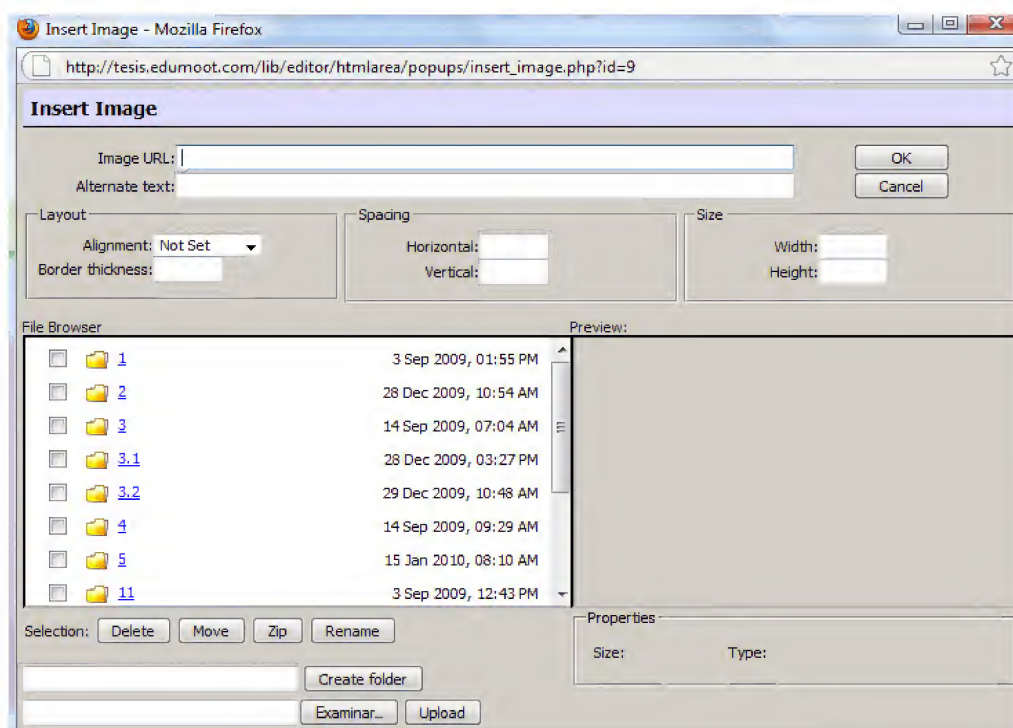 Insert Image - Mozilla Firefox
http://tesis.edumoot.com/lib/editor/htmlarea/popups/insert_image.php?id=9
Insert Image
Image URL:
OK
Alternate text:
Cancel
Layout
Alignment: Not Set
Border thickness:
Spacing
Horizontal:
Vertical:
Size
Width:
Height:
File Browser
1 3 Sep 2009, 01:55 PM
2 28 Dec 2009, 10:54 AM
3 14 Sep 2009, 07:04 AM
3.1 28 Dec 2009, 03:27 PM
3.2 29 Dec 2009, 10:48 AM
4 14 Sep 2009, 09:29 AM
5 15 Jan 2010, 08:10 AM
11 3 Sep 2009, 12:43 PM
Preview:
Selection: Delete Move Zip Rename
Create folder
Examinar... Upload
Properties
Size: Type: